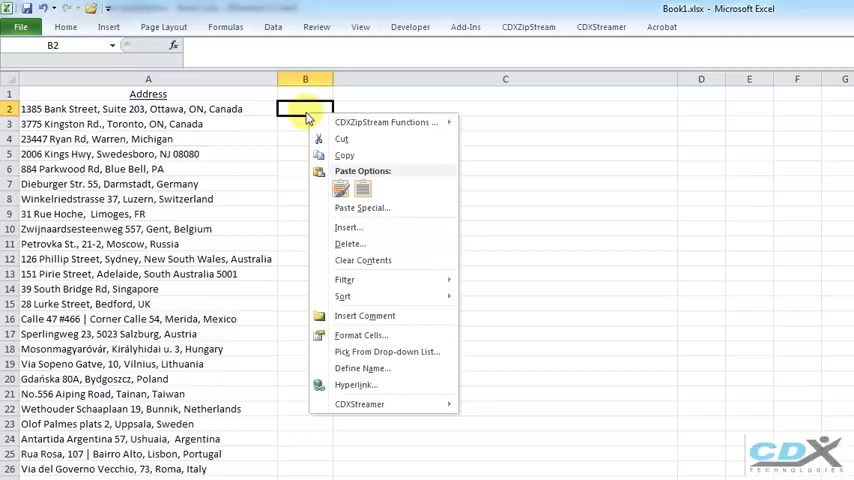 Book1.xlsx - Microsoft Excel
File Home Insert Page Layout Formulas Data Review View Developer Add-Ins CDXZipStream CDXStreamer Acrobat
B2 fx
A B C D E F G
1 Address
2 1385 Bank Street, Suite 203, Ottawa, ON, Canada
3 3775 Kingston Rd., Toronto, ON, Canada
4 23447 Ryan Rd, Warren, Michigan
5 2006 Kings Hwy, Swedesboro, NJ 08080
6 884 Parkwood Rd, Blue Bell, PA
7 Dieburger Str. 55, Darmstadt, Germany
8 Winkelriedstrasse 37, Luzern, Switzerland
9 31 Rue Hoche, Limoges, FR
10 Zwijnaardsesteenweg 557, Gent, Belgium
11 Petrovka St., 21-2, Moscow, Russia
12 126 Phillip Street, Sydney, New South Wales, Australia
13 151 Pirie Street, Adelaide, South Australia 5001
14 39 South Bridge Rd, Singapore
15 28 Lurke Street, Bedford, UK
16 Calle 47 #466 | Corner Calle 54, Merida, Mexico
17 Sperlingweg 23, 5023 Salzburg, Austria
18 Mosonmagyaróvár, Királyhidai u. 3, Hungary
19 Via Sopeno Gatve, 10, Vilnius, Lithuania
20 Gdańska 80A, Bydgoszcz, Poland
21 No.556 Airping Road, Tainan, Taiwan
22 Wethouder Schaaplaan 19, Bunnik, Netherlands
23 Olof Palmes plats 2, Uppsala, Sweden
24 Antartida Argentina 57, Ushuaia, Argentina
25 Rua Rosa, 107 | Bairro Alto, Lisbon, Portugal
26 Via del Governo Vecchio, 73, Roma, Italy
CDXZipStream Functions ...
Cut
Copy
Paste Options:
Paste Special...
Insert...
Delete...
Clear Contents
Filter
Sort
Insert Comment
Format Cells...
Pick From Drop-down List...
Define Name...
Hyperlink...
CDXStreamer
CDX
TECHNOLOGIES